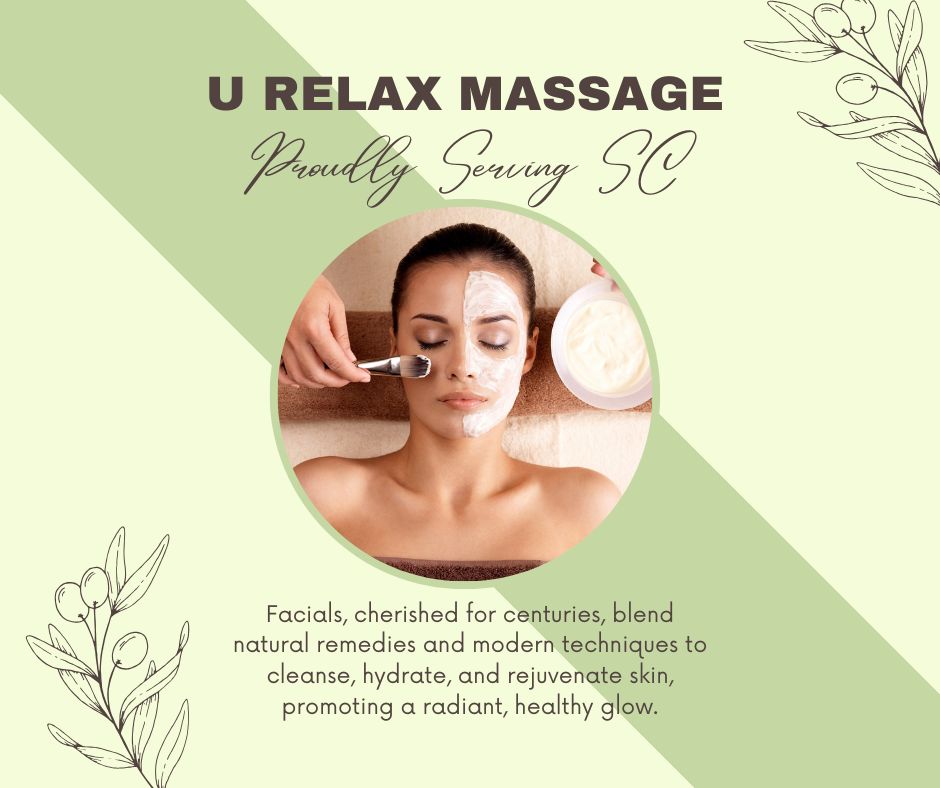 U RELAX MASSAGE
Proudly Serving SC
Facials, cherished for centuries, blend
natural remedies and modern techniques to
cleanse, hydrate, and rejuvenate skin,
promoting a radiant, healthy glow.